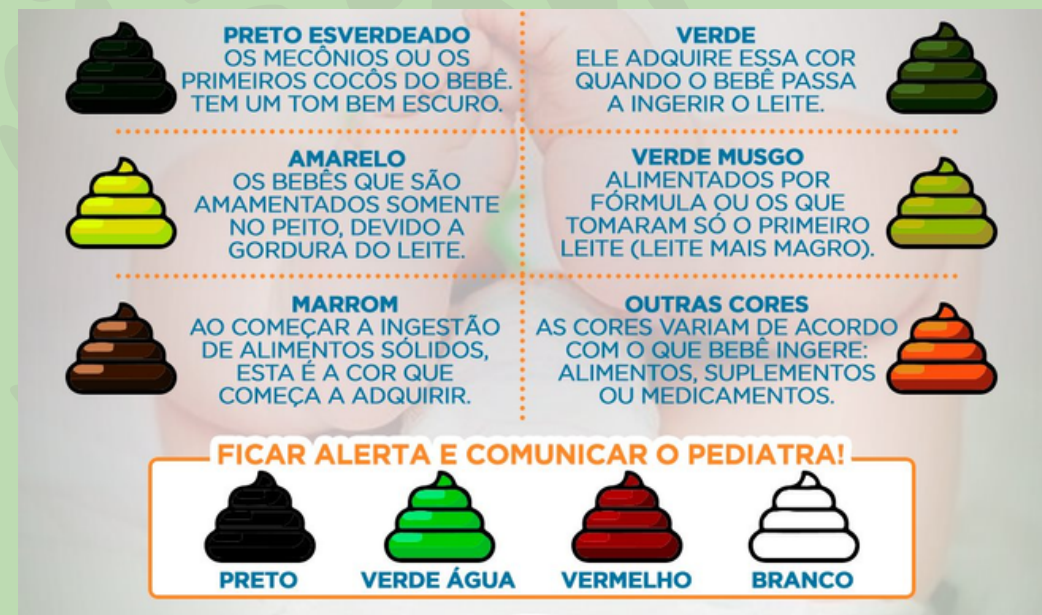 PRETO ESVERDEADO
OS MECÔNIOS OU OS
PRIMEIROS COCÔS DO BEBÊ.
TEM UM TOM BEM ESCURO.
VERDE
ELE ADQUIRE ESSA COR
QUANDO O BEBÊ PASSA
A INGERIR O LEITE.
AMARELO
OS BEBÊS QUE SÃO
AMAMENTADOS SOMENTE
NO PEITO, DEVIDO A
GORDURA DO LEITE.
VERDE MUSGO
ALIMENTADOS POR
FÓRMULA OU OS QUE
TOMARAM SÓ O PRIMEIRO
LEITE (LEITE MAIS MAGRO).
MARROM
AO COMEÇAR A INGESTÃO
DE ALIMENTOS SÓLIDOS,
ESTA É A COR QUE
COMEÇA A ADQUIRIR.
OUTRAS CORES
AS CORES VARIAM DE ACORDO
COM O QUE BEBÊ INGERE:
ALIMENTOS, SUPLEMENTOS
OU MEDICAMENTOS.
FICAR ALERTA E COMUNICAR O PEDIATRA!
PRETO
VERDE ÁGUA
VERMELHO
BRANCO